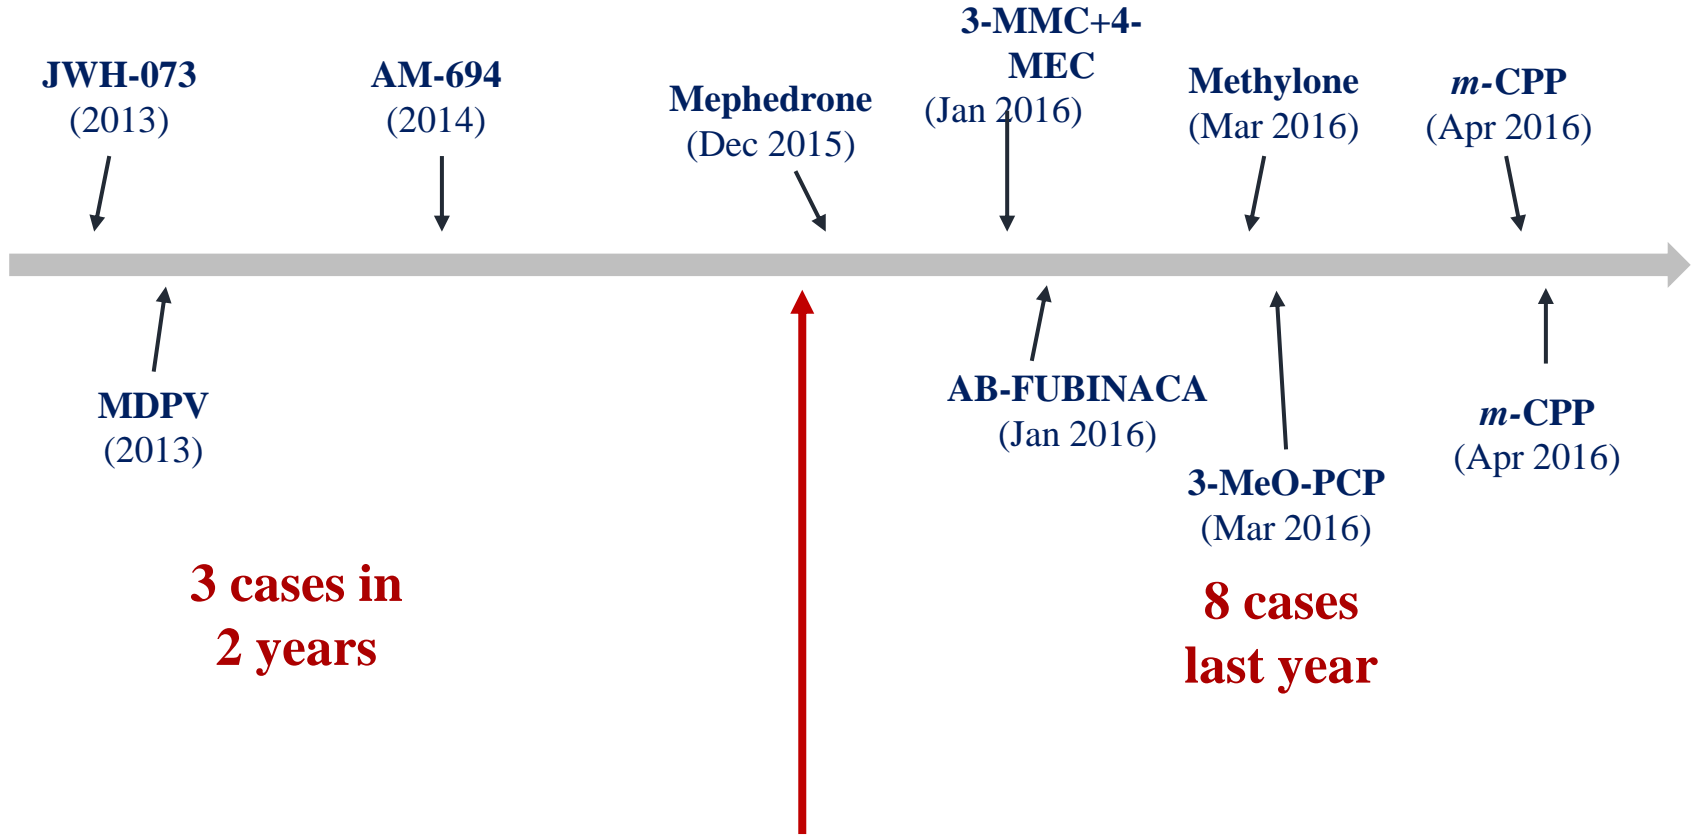 JWH-073
(2013)
AM-694
(2014)
Mephedrone
(Dec 2015)
3-MMC+4-
MEC
(Jan 2016)
Methylone
(Mar 2016)
m-CPP
(Apr 2016)
MDPV
(2013)
AB-FUBINACA
(Jan 2016)
3-MeO-PCP
(Mar 2016)
m-CPP
(Apr 2016)
3 cases in
2 years
8 cases
last year